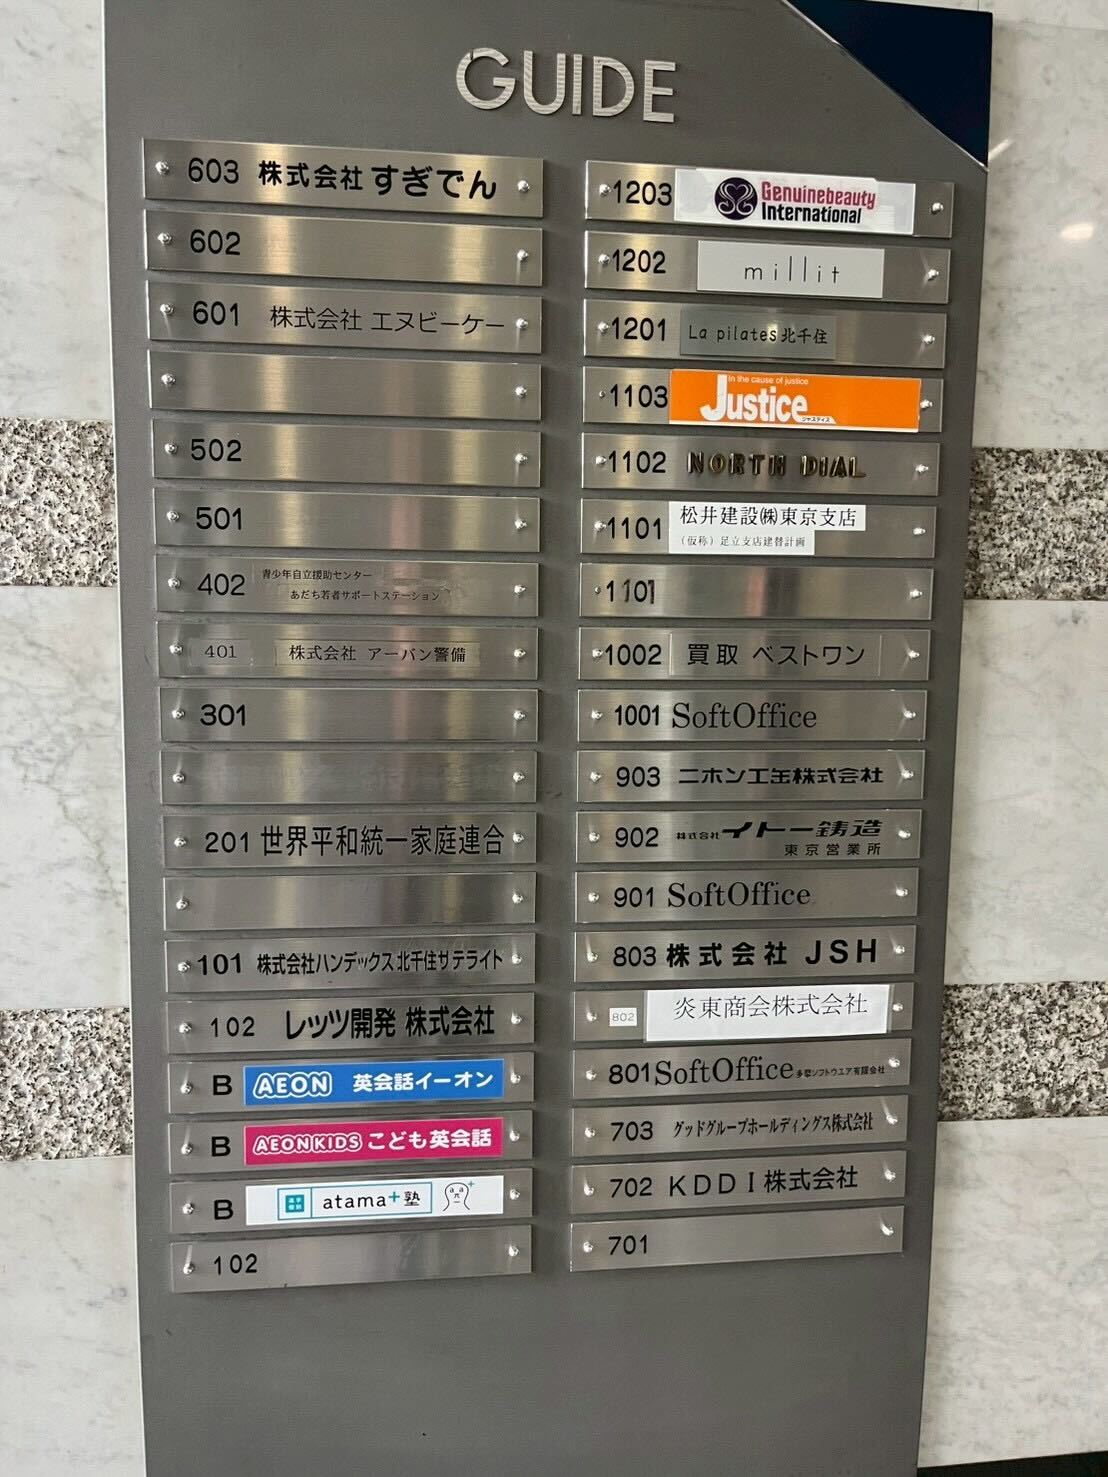 GUIDE
603 株式会社 すぎでん
602
601 株式会社 エヌビーケー
502
501
402 青少年自立援助センター
あだち若者サポートステーション
401 株式会社 アーバン警備
301
201 世界平和統一家庭連合
101 株式会社ハンデックス北千住サテライト
102 レッツ開発 株式会社
B AEON 英会話イーオン
B AEONKIDS こども英会話
B 進学個別 atama+塾
102
1203 Genuinebeauty
International
1202 millit
1201 La pilates北千住
1103 In the cause of justice
Justice
ジャスティス
1102 NORTH DIAL
1101 松井建設㈱東京支店
(仮称)足立支店建替計画
1101
1002 買取 ベストワン
1001 SoftOffice
903 ニホン工缶株式会社
902 株式会社イトー鋳造
東京営業所
901 SoftOffice
803 株式会社 JSH
802 炎東商会株式会社
801 SoftOffice 多摩ソフトウエア有限会社
703 グッドグループホールディングス株式会社
702 KDDI株式会社
701